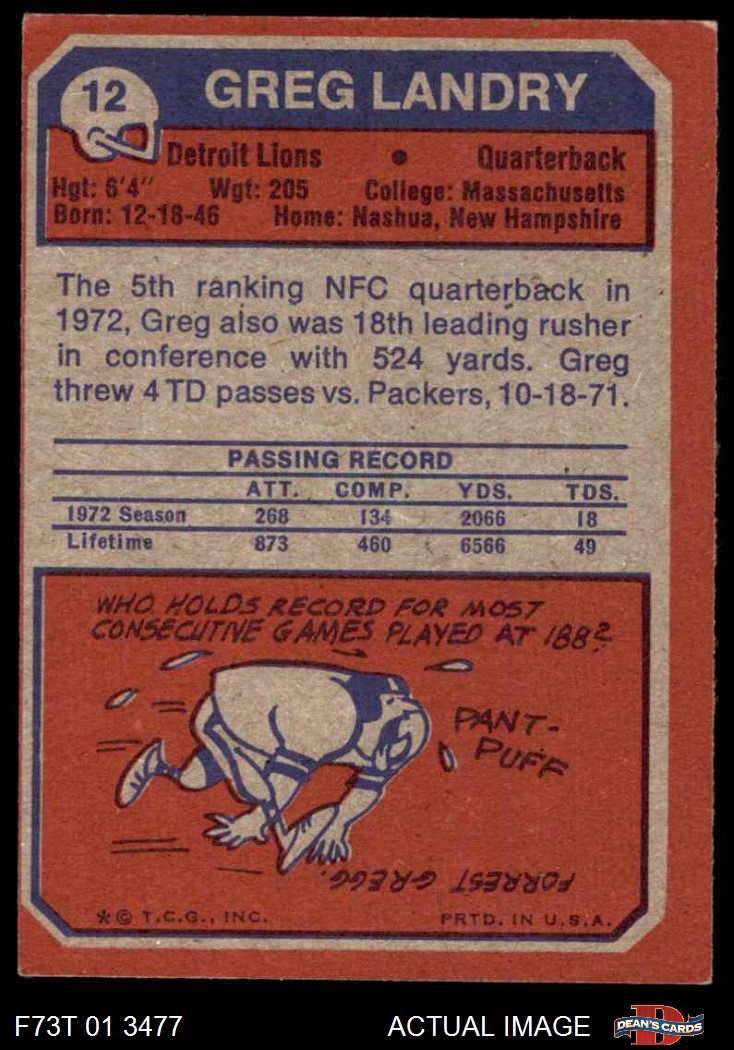 12
GREG LANDRY
Detroit Lions • Quarterback
Hgt: 6'4" Wgt: 205 College: Massachusetts
Born: 12-18-46 Home: Nashua, New Hampshire
The 5th ranking NFC quarterback in
1972, Greg also was 18th leading rusher
in conference with 524 yards. Greg
threw 4 TD passes vs. Packers, 10-18-71.
PASSING RECORD
ATT. COMP. YDS. TDS.
1972 Season 268 134 2066 18
Lifetime 873 460 6566 49
WHO HOLDS RECORD FOR MOST
CONSECUTIVE GAMES PLAYED AT 188?
PANT-
PUFF
FORREST GREGG.
* © T.C.G., INC. PRTD. IN U.S.A.
F73T 01 3477 ACTUAL IMAGE
D
DEAN'S CARDS